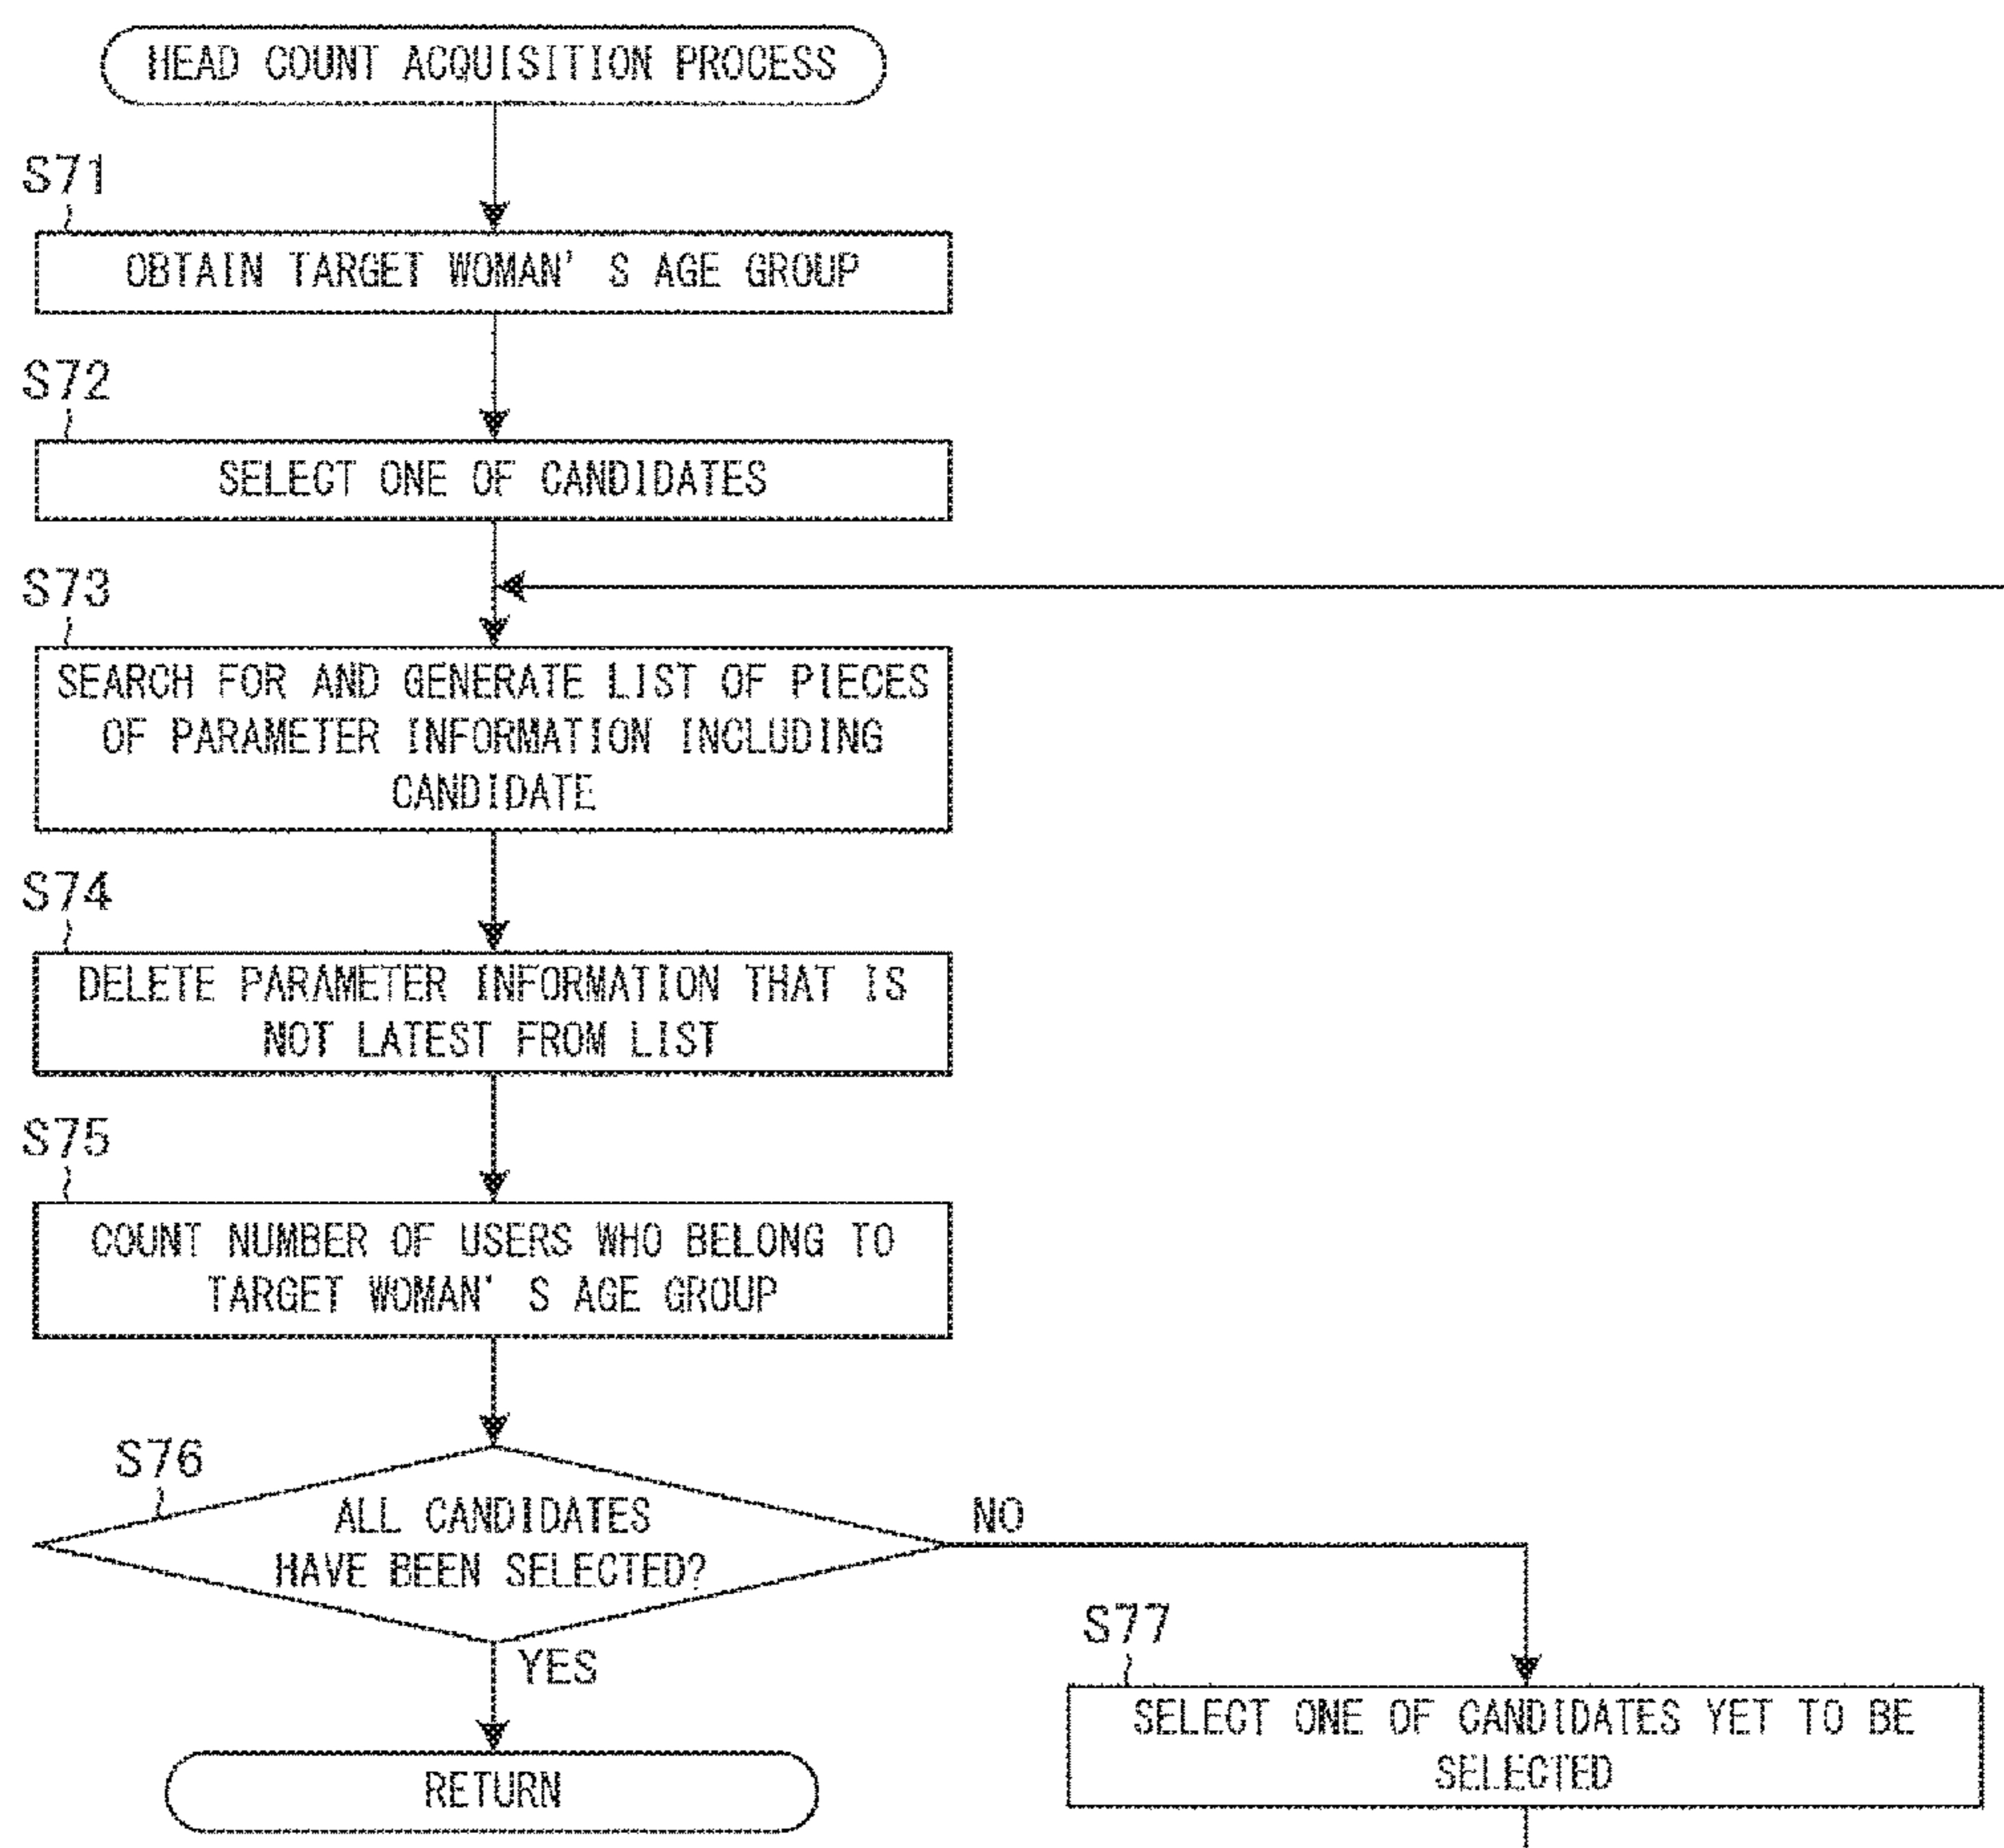 HEAD COUNT ACQUISITION PROCESS
S71
OBTAIN TARGET WOMAN' S AGE GROUP
S72
SELECT ONE OF CANDIDATES
S73
SEARCH FOR AND GENERATE LIST OF PIECES
OF PARAMETER INFORMATION INCLUDING
CANDIDATE
S74
DELETE PARAMETER INFORMATION THAT IS
NOT LATEST FROM LIST
S75
COUNT NUMBER OF USERS WHO BELONG TO
TARGET WOMAN' S AGE GROUP
S76
ALL CANDIDATES
HAVE BEEN SELECTED?
NO
YES
S77
SELECT ONE OF CANDIDATES YET TO BE
SELECTED
RETURN